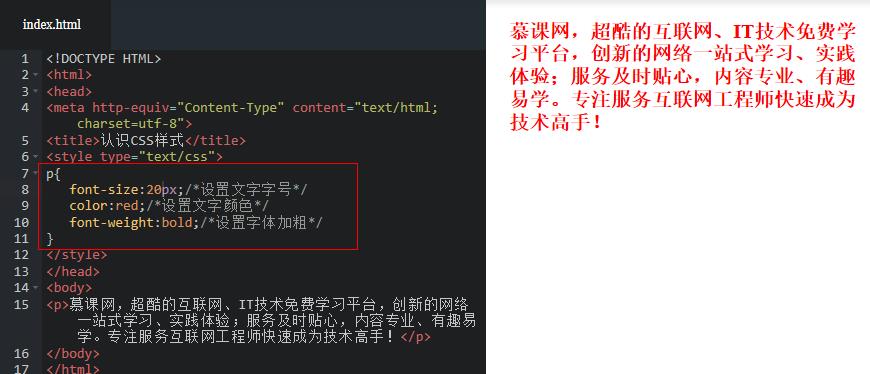 index.html
1 <!DOCTYPE HTML>
2 <html>
3 <head>
4 <meta http-equiv="Content-Type" content="text/html;
charset=utf-8">
5 <title>认识CSS样式</title>
6 <style type="text/css">
7 p{
8 font-size:20px;/*设置文字字号*/
9 color:red;/*设置文字颜色*/
10 font-weight:bold;/*设置字体加粗*/
11 }
12 </style>
13 </head>
14 <body>
15 <p>慕课网，超酷的互联网、IT技术免费学习平台，创新的网络
一站式学习、实践体验；服务及时贴心，内容专业、有趣易
学。专注服务互联网工程师快速成为技术高手！</p>
16 </body>
17 </html>
慕课网，超酷的互联网、IT技术免费学
习平台，创新的网络一站式学习、实践
体验；服务及时贴心，内容专业、有趣
易学。专注服务互联网工程师快速成为
技术高手！